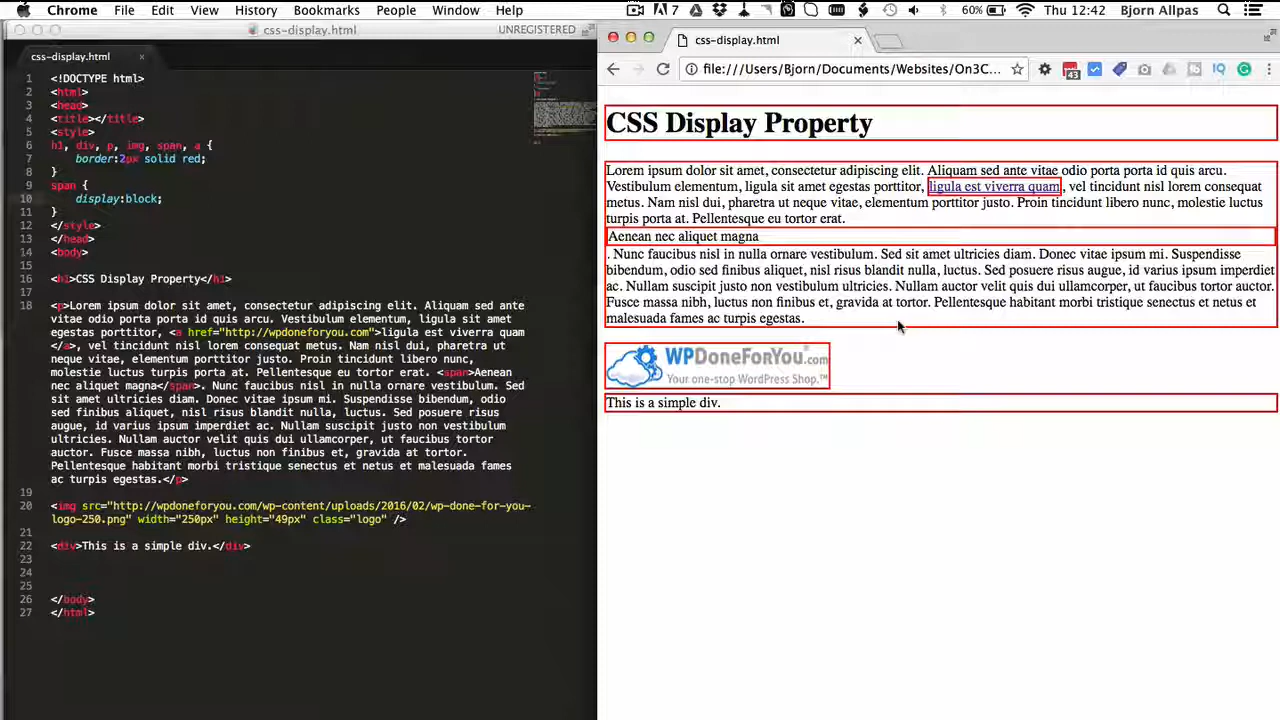 Chrome File Edit View History Bookmarks People Window Help 7 60% Thu 12:42 Bjorn Allpas
css-display.html UNREGISTERED
css-display.html
1 <!DOCTYPE html>
2 <html>
3 <head>
4 <title></title>
5 <style>
6 h1, div, p, img, span, a {
7 border:2px solid red;
8 }
9 span {
10 display:block;
11 }
12 </style>
13 </head>
14 <body>
15
16 <h1>CSS Display Property</h1>
17
18 <p>Lorem ipsum dolor sit amet, consectetur adipiscing elit. Aliquam sed ante
vitae odio porta porta id quis arcu. Vestibulum elementum, ligula sit amet
egestas porttitor, <a href="http://wpdoneforyou.com">ligula est viverra quam
</a>, vel tincidunt nisl lorem consequat metus. Nam nisl dui, pharetra ut
neque vitae, elementum porttitor justo. Proin tincidunt libero nunc,
molestie luctus turpis porta at. Pellentesque eu tortor erat. <span>Aenean
nec aliquet magna</span>. Nunc faucibus nisl in nulla ornare vestibulum. Sed
sit amet ultricies diam. Donec vitae ipsum mi. Suspendisse bibendum, odio
sed finibus aliquet, nisl risus blandit nulla, luctus. Sed posuere risus
augue, id varius ipsum imperdiet ac. Nullam suscipit justo non vestibulum
ultricies. Nullam auctor velit quis dui ullamcorper, ut faucibus tortor
auctor. Fusce massa nibh, luctus non finibus et, gravida at tortor.
Pellentesque habitant morbi tristique senectus et netus et malesuada fames
ac turpis egestas.</p>
19
20 <img src="http://wpdoneforyou.com/wp-content/uploads/2016/02/wp-done-for-you-
logo-250.png" width="250px" height="49px" class="logo" />
21
22 <div>This is a simple div.</div>
23
24
25
26 </body>
27 </html>
css-display.html
file:///Users/Bjorn/Documents/Websites/On3C... 43
CSS Display Property
Lorem ipsum dolor sit amet, consectetur adipiscing elit. Aliquam sed ante vitae odio porta porta id quis arcu.
Vestibulum elementum, ligula sit amet egestas porttitor, ligula est viverra quam, vel tincidunt nisl lorem consequat
metus. Nam nisl dui, pharetra ut neque vitae, elementum porttitor justo. Proin tincidunt libero nunc, molestie luctus
turpis porta at. Pellentesque eu tortor erat.
Aenean nec aliquet magna
. Nunc faucibus nisl in nulla ornare vestibulum. Sed sit amet ultricies diam. Donec vitae ipsum mi. Suspendisse
bibendum, odio sed finibus aliquet, nisl risus blandit nulla, luctus. Sed posuere risus augue, id varius ipsum imperdiet
ac. Nullam suscipit justo non vestibulum ultricies. Nullam auctor velit quis dui ullamcorper, ut faucibus tortor auctor.
Fusce massa nibh, luctus non finibus et, gravida at tortor. Pellentesque habitant morbi tristique senectus et netus et
malesuada fames ac turpis egestas.
WPDoneForYou.com
Your one-stop WordPress Shop.™
This is a simple div.